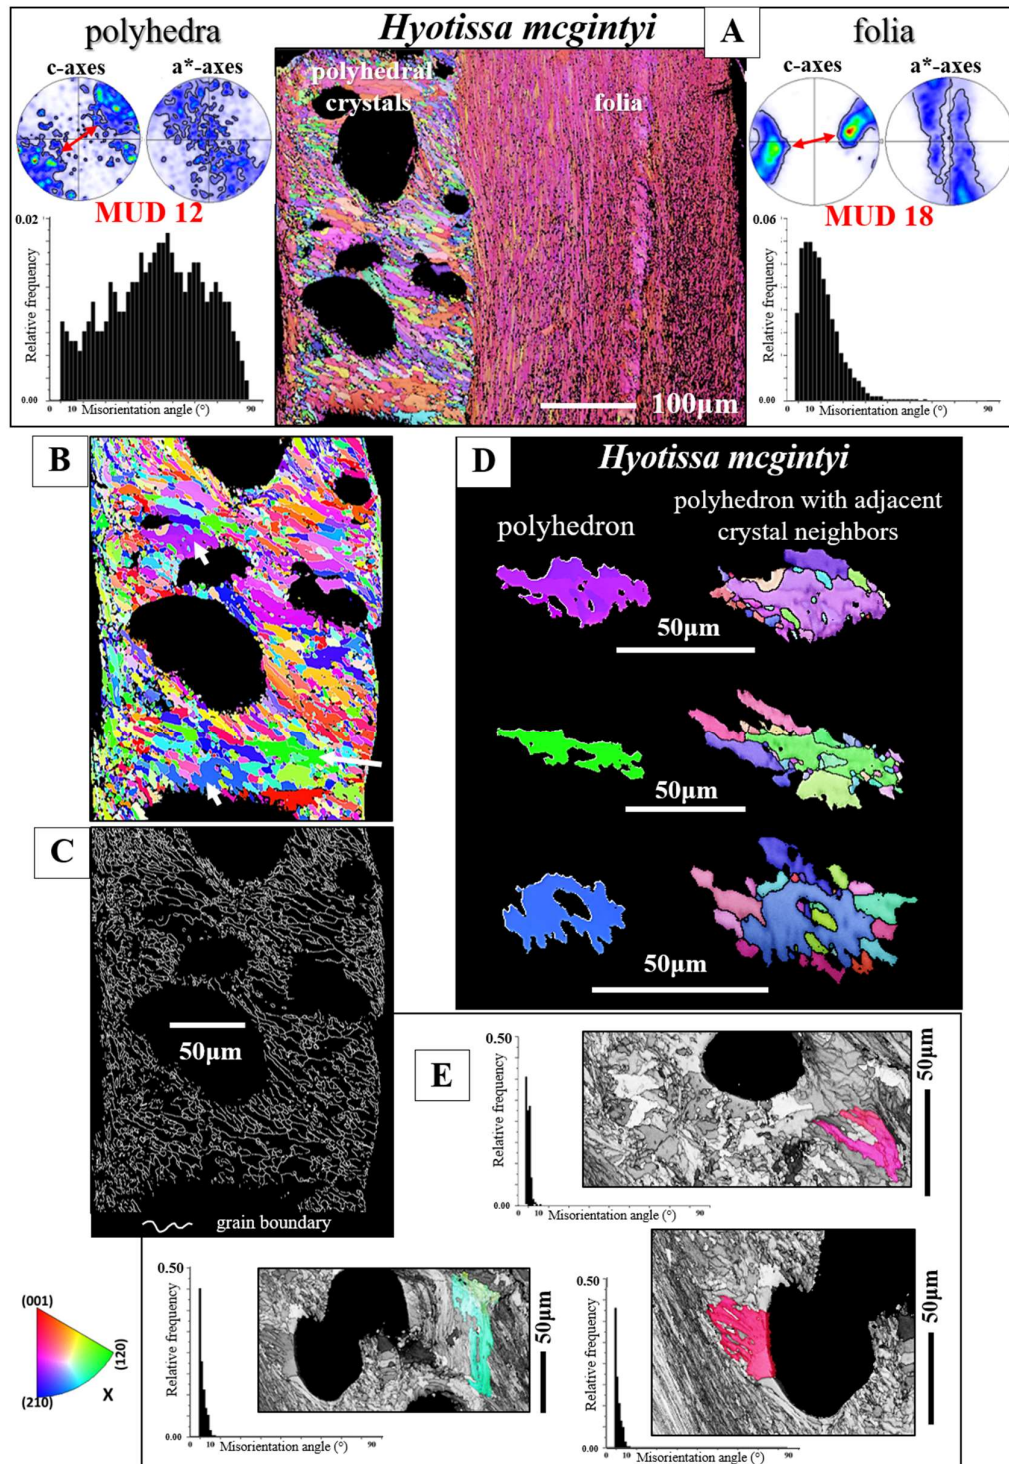 Hyotissa mcgintyi
A
polyhedra
c-axes
a*-axes
MUD 12
0.02
Relative frequency
0.00
10
Misorientation angle (°)
90
polyhedral
crystals
folia
100µm
folia
c-axes
a*-axes
MUD 18
0.06
Relative frequency
0.00
10
Misorientation angle (°)
90
B
C
50µm
grain boundary
D
Hyotissa mcgintyi
polyhedron
polyhedron with adjacent
crystal neighbors
50µm
50µm
50µm
E
0.50
Relative frequency
0.00
10
Misorientation angle (°)
90
50µm
0.50
Relative frequency
0.00
10
Misorientation angle (°)
90
50µm
0.50
Relative frequency
0.00
10
Misorientation angle (°)
90
50µm
(001)
(120)
(210)
X